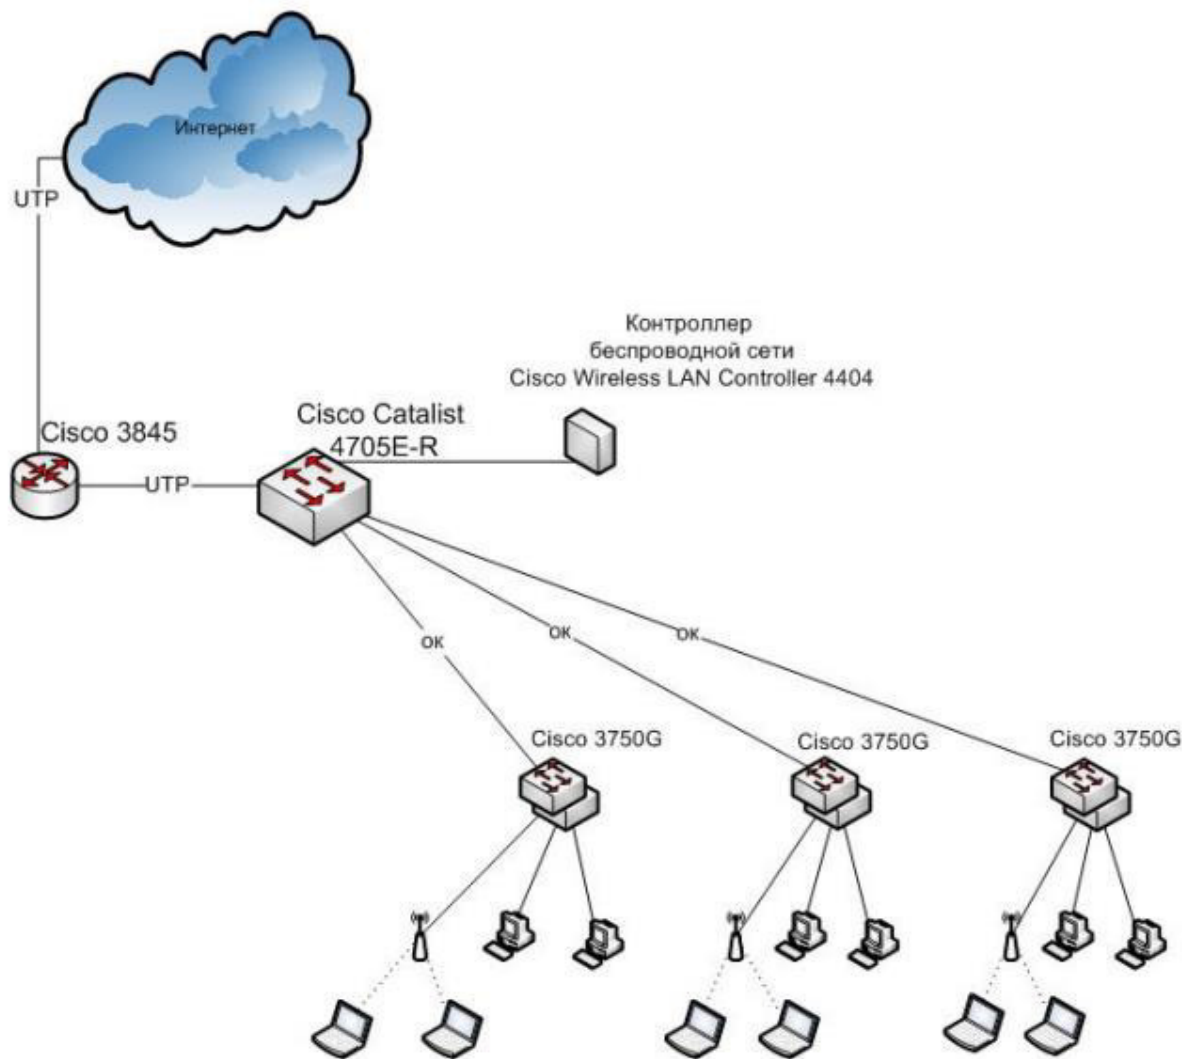 Интернет
UTP
Контроллер
беспроводной сети
Cisco Wireless LAN Controller 4404
Cisco Catalist
4705E-R
Cisco 3845
UTP
ОК
ОК
ОК
Cisco 3750G
Cisco 3750G
Cisco 3750G